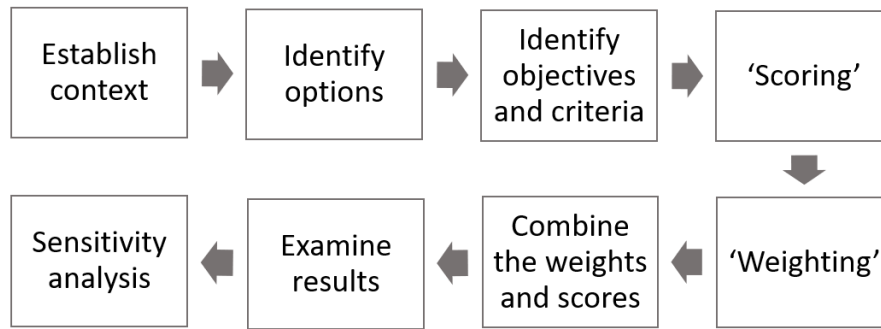 Establish
context
Identify
options
Identify
objectives
and criteria
‘Scoring’
‘Weighting’
Combine
the weights
and scores
Examine
results
Sensitivity
analysis